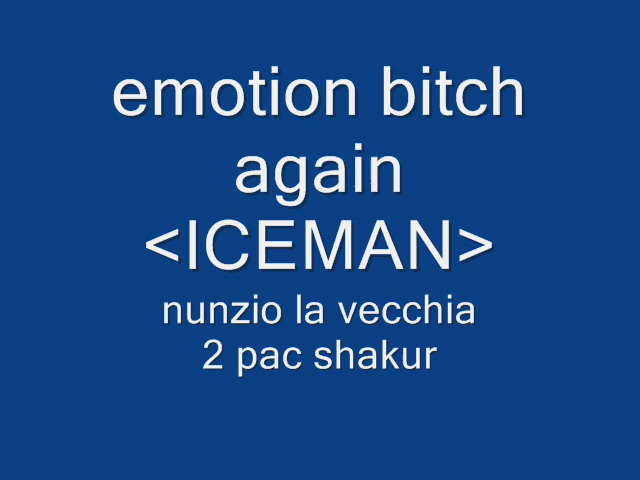 emotion bitch
again
<ICEMAN>
nunzio la vecchia
2 pac shakur